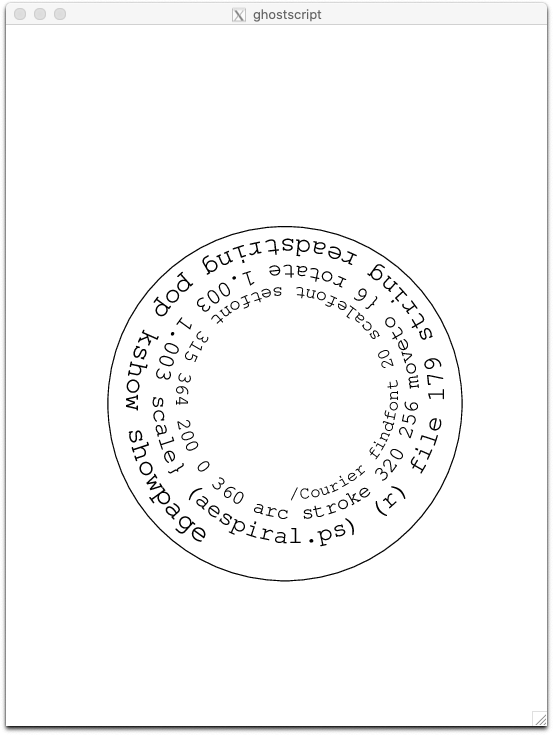 ghostscript
/Courier findfont 20 scalefont setfont 315 364 200 0 360 arc stroke 320 256 moveto {6 rotate 1.003 1.003 scale} (aespiral.ps) (r) file 179 string readstring pop kshow showpage